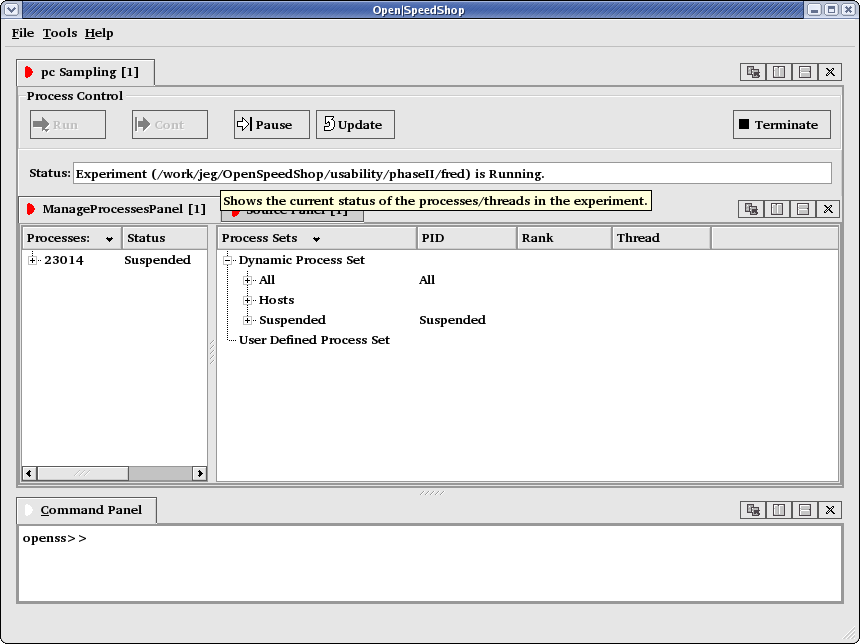 Open|SpeedShop
File Tools Help
pc Sampling [1]
Process Control
Run Cont Pause Update Terminate
Status: Experiment (/work/jeg/OpenSpeedShop/usability/phaseII/fred) is Running.
Shows the current status of the processes/threads in the experiment.
ManageProcessesPanel [1] Source Panel [1]
Processes: Status Process Sets PID Rank Thread
23014 Suspended Dynamic Process Set
All All
Hosts
Suspended Suspended
User Defined Process Set
Command Panel
openss>>